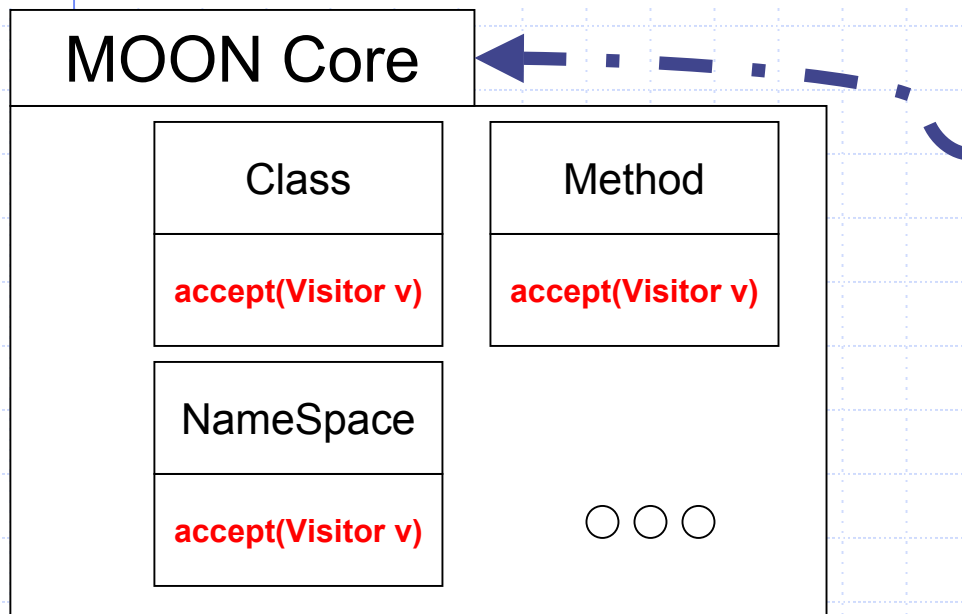 MOON Core
Class
Method
accept(Visitor v)
accept(Visitor v)
NameSpace
accept(Visitor v)